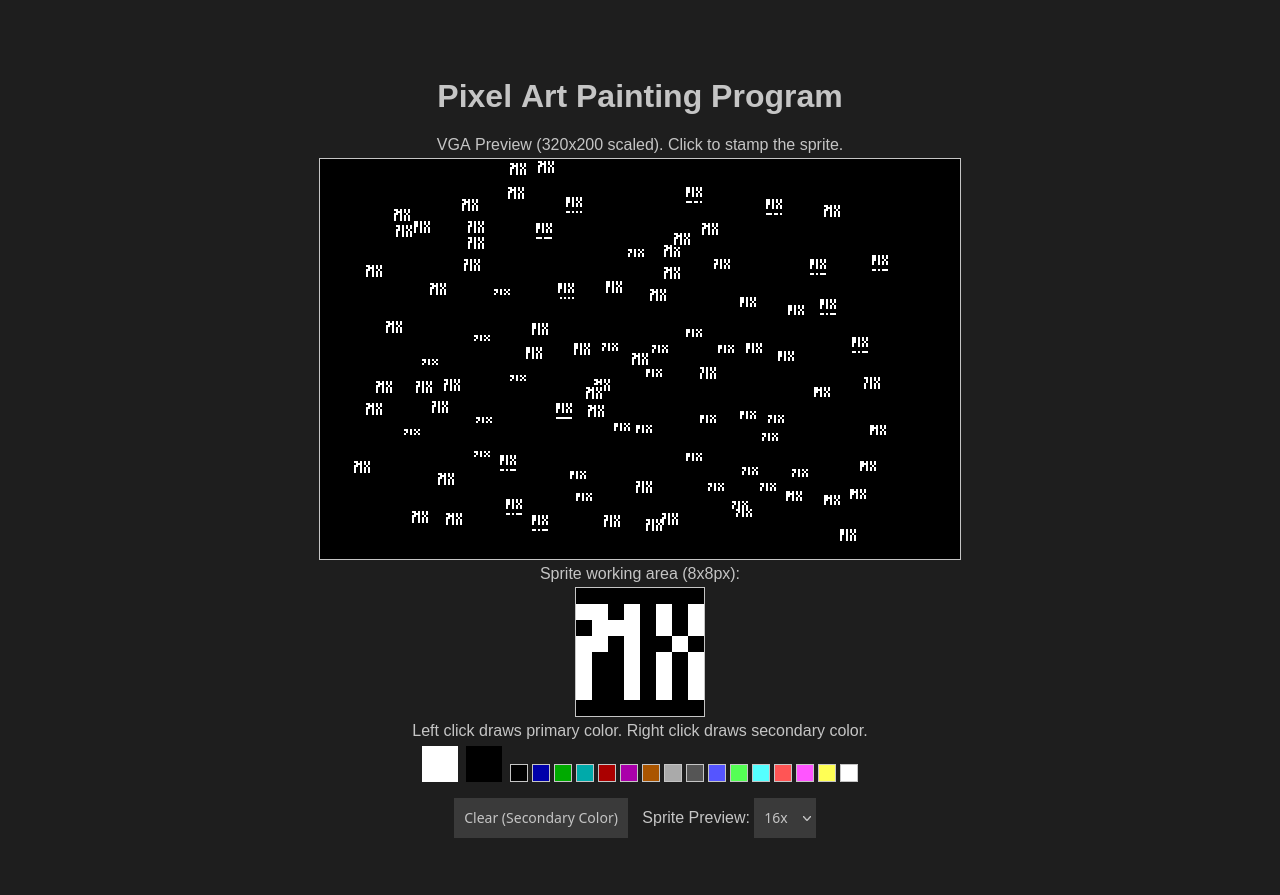 Pixel Art Painting Program
VGA Preview (320x200 scaled). Click to stamp the sprite.
Sprite working area (8x8px):
Left click draws primary color. Right click draws secondary color.
Clear (Secondary Color) Sprite Preview: 16x